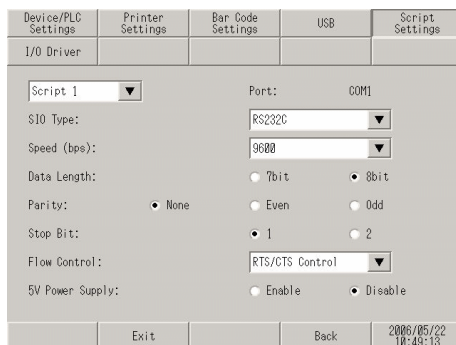 Device/PLC Settings
Printer Settings
Bar Code Settings
USB
Script Settings
I/O Driver
Script 1
Port: COM1
SIO Type: RS232C
Speed (bps): 9600
Data Length: 7bit 8bit
Parity: None Even Odd
Stop Bit: 1 2
Flow Control: RTS/CTS Control
5V Power Supply: Enable Disable
Exit
Back
2006/05/22
10:49:13